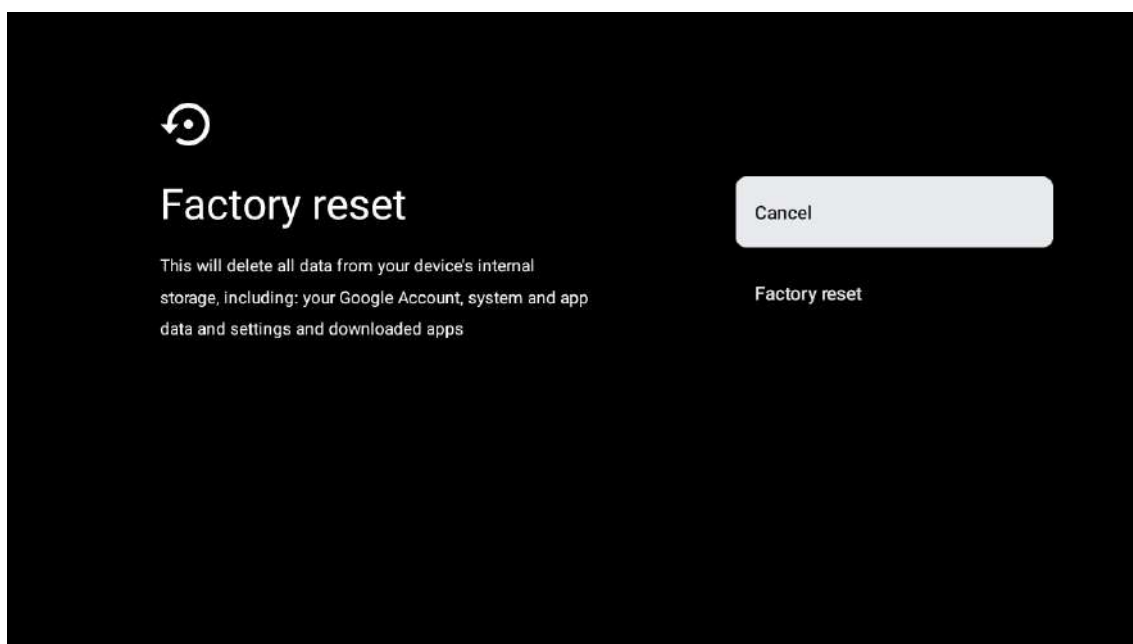 Factory reset
This will delete all data from your device's internal
storage, including: your Google Account, system and app
data and settings and downloaded apps
Cancel
Factory reset